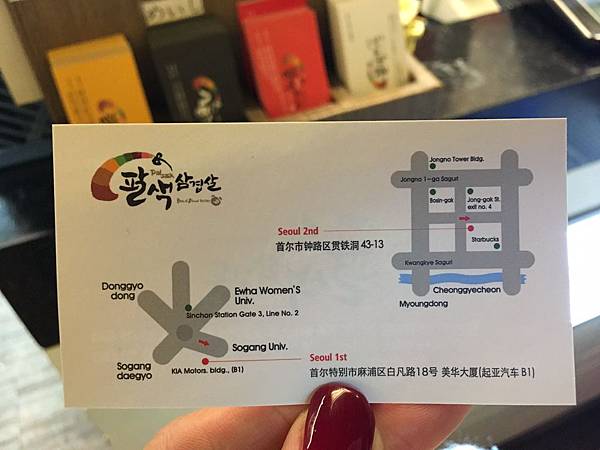 팔색삼겹살
Jongno Tower Bldg.
Jongno 1-ga Saguri
Bosin-gak
Jong-gak St.
exit no. 4
Seoul 2nd
首尔市钟路区贯铁洞 43-13
Starbucks
Kwangkye Saguri
Cheonggyecheon
Myoungdong
Donggyo
dong
Ewha Women'S
Univ.
Sinchon Station Gate 3, Line No. 2
Sogang Univ.
Sogang
daegyo
KIA Motors. bldg., (B1)
Seoul 1st
首尔特别市麻浦区白凡路18号 美华大厦(起亚汽车 B1)